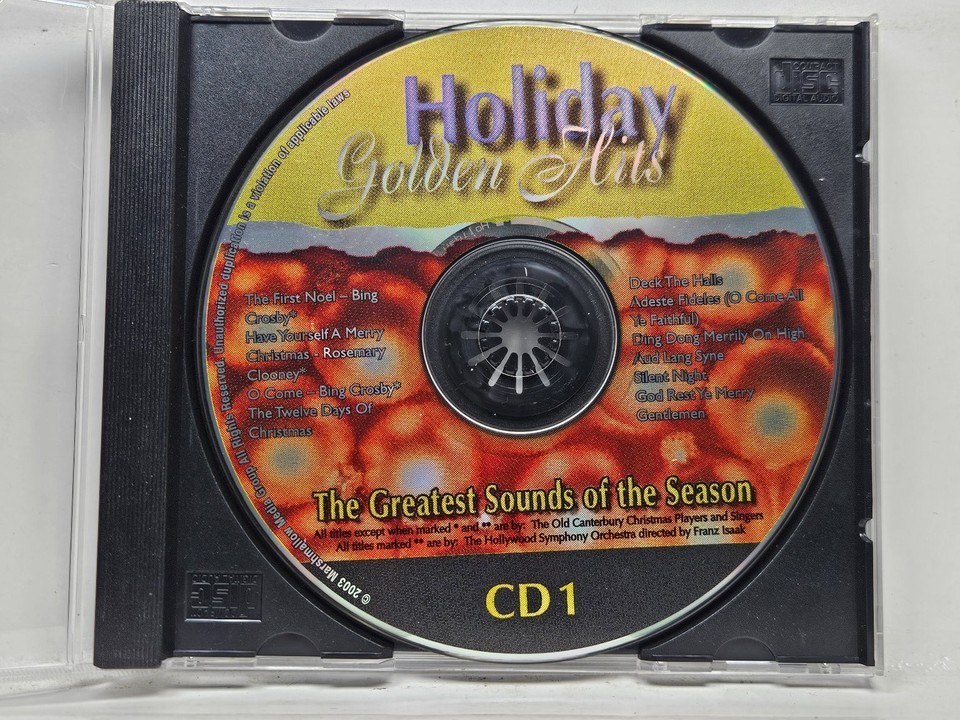 Holiday
Golden Hits
The First Noel – Bing
Crosby*
Have Yourself A Merry
Christmas - Rosemary
Clooney*
O Come – Bing Crosby*
The Twelve Days Of
Christmas
Deck The Halls
Adeste Fideles (O Come All
Ye Faithful)
Ding Dong Merrily On High
Aud Lang Syne
Silent Night
God Rest Ye Merry
Gentlemen
The Greatest Sounds of the Season
All titles except when marked * and ** are by: The Old Canterbury Christmas Players and Singers
All titles marked ** are by: The Hollywood Symphony Orchestra directed by Franz Isaak
CD 1
© 2003 Marshmallow Media Group All Rights Reserved Unauthorized duplication is a violation of applicable laws
COMPACT
disc
DIGITAL AUDIO